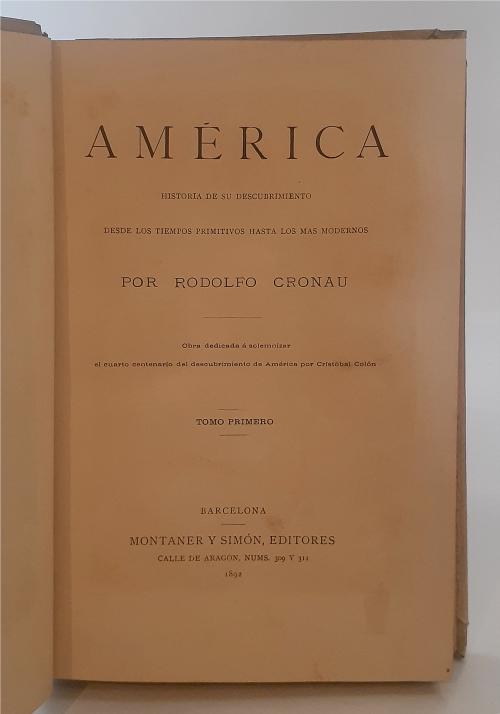 AMÉRICA
HISTORIA DE SU DESCUBRIMIENTO
DESDE LOS TIEMPOS PRIMITIVOS HASTA LOS MAS MODERNOS
POR RODOLFO CRONAU
Obra dedicada á solemnizar
el cuarto centenario del descubrimiento de América por Cristóbal Colón
TOMO PRIMERO
BARCELONA
MONTANER Y SIMÓN, EDITORES
CALLE DE ARAGON, NUMS. 309 Y 311
1892